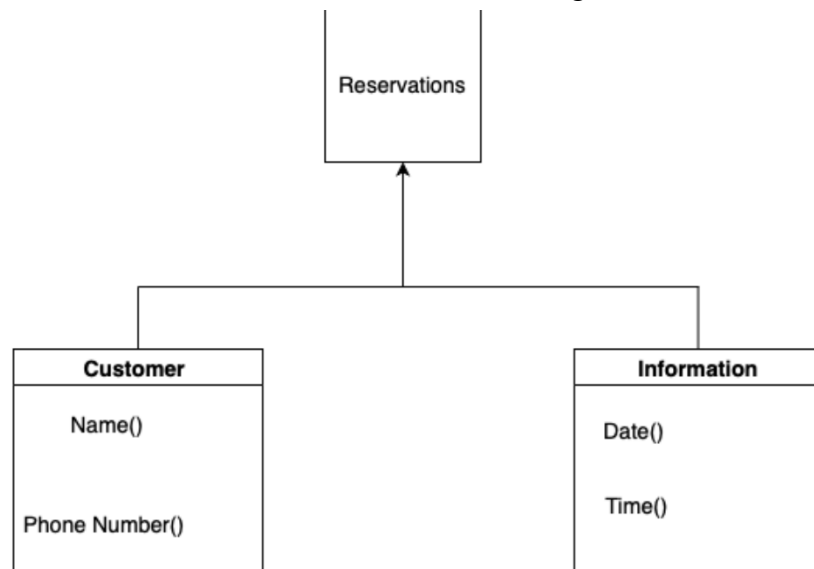 Reservations
Customer
Information
Name()
Date()
Time()
Phone Number()